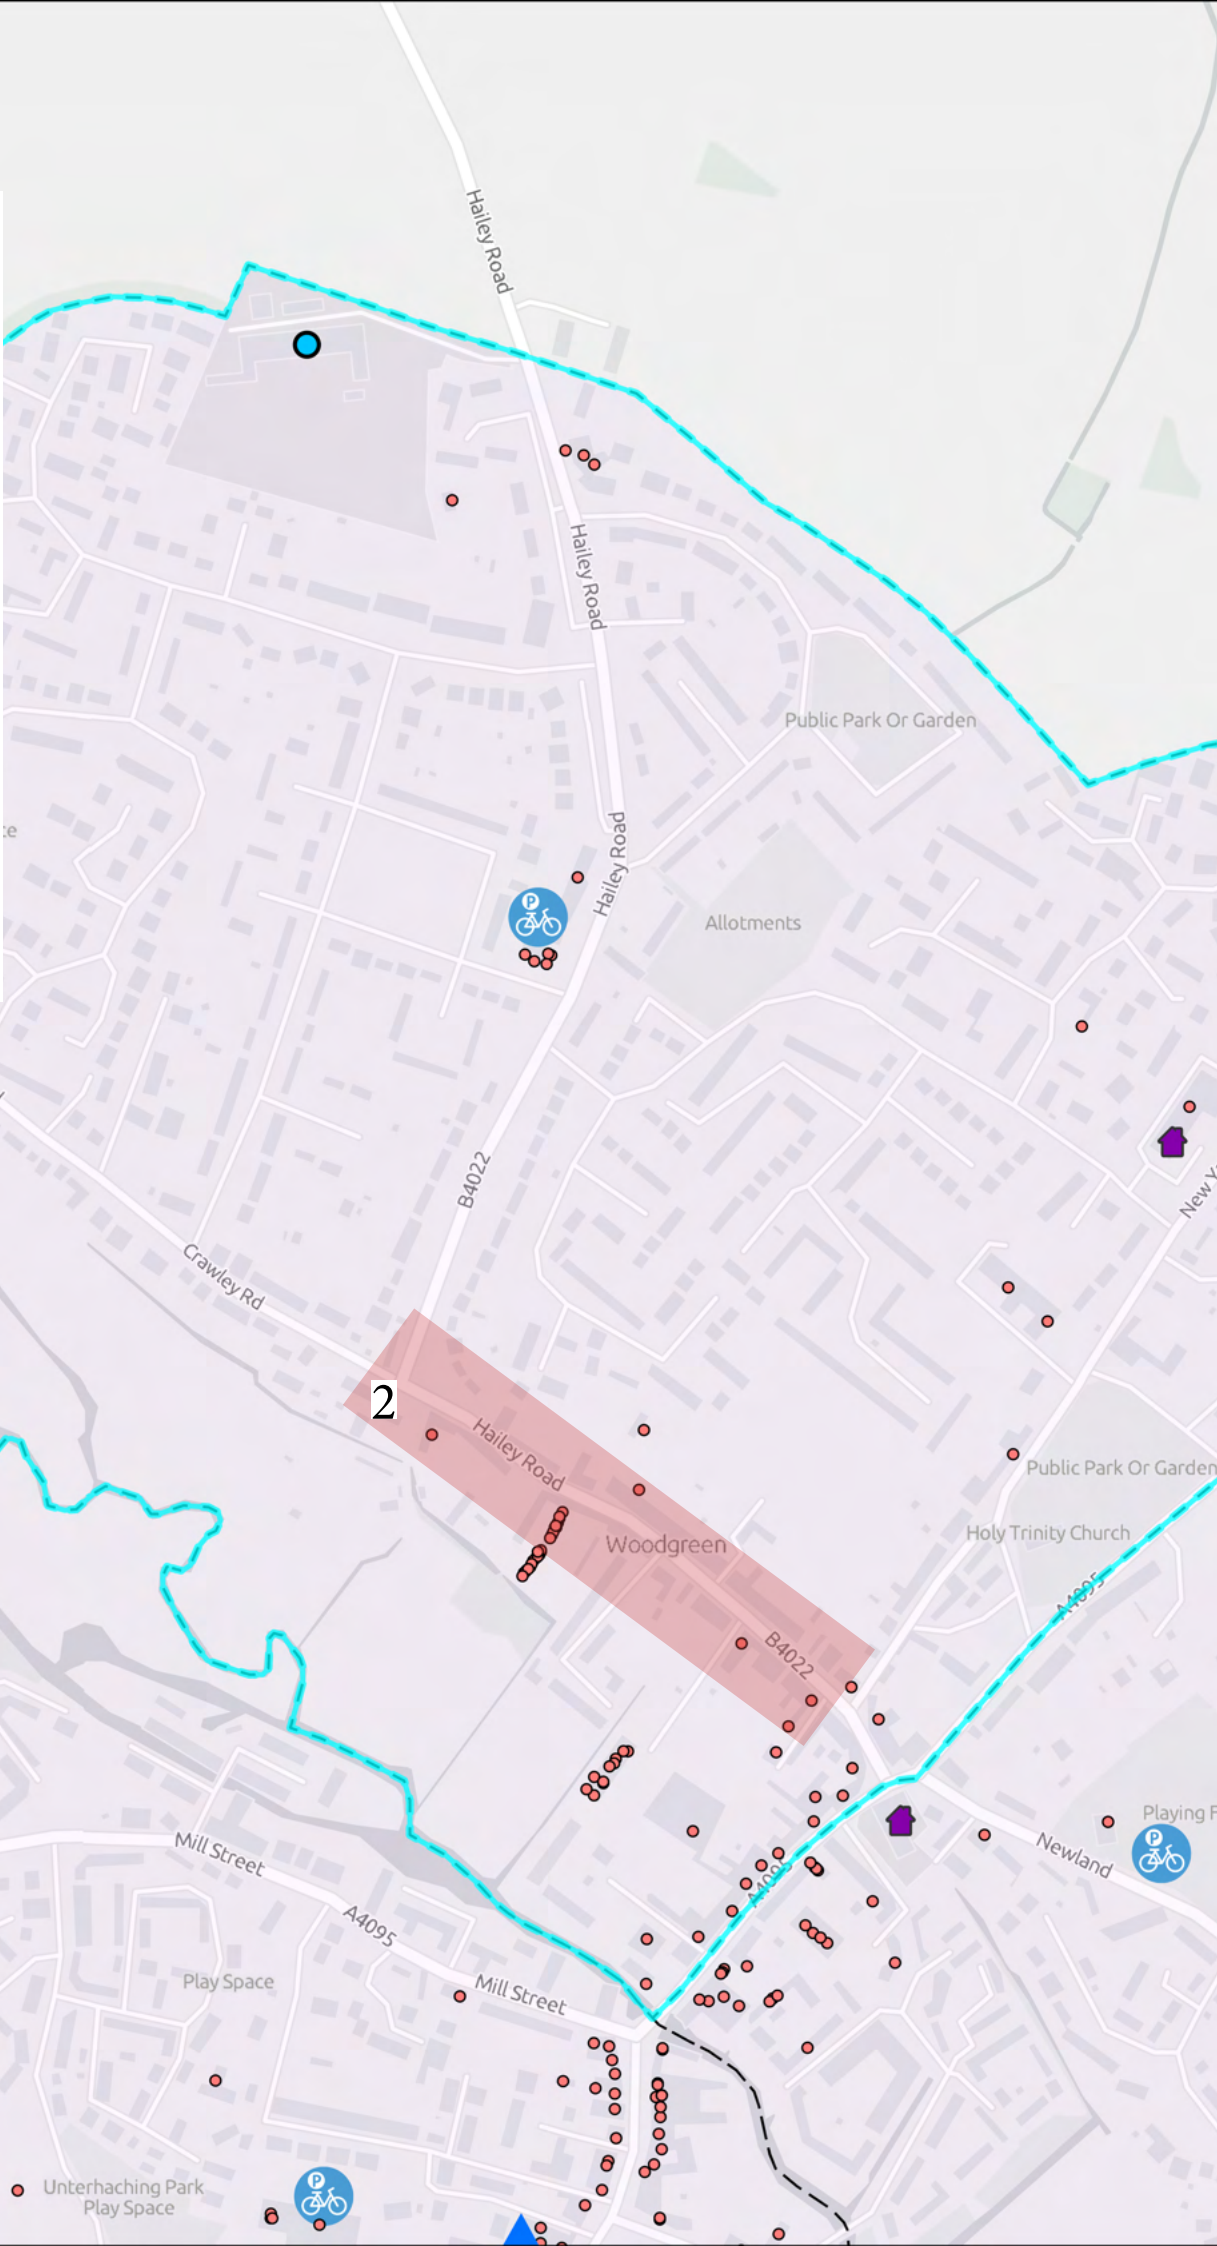 Hailey Road
Hailey Road
Public Park Or Garden
Hailey Road
P
Allotments
B4022
Crawley Rd
2
Hailey Road
Public Park Or Garden
Holy Trinity Church
Woodgreen
A4095
B4022
Mill Street
P
Newland
A4095
A4095
Play Space
Mill Street
Unterhaching Park
Play Space
P